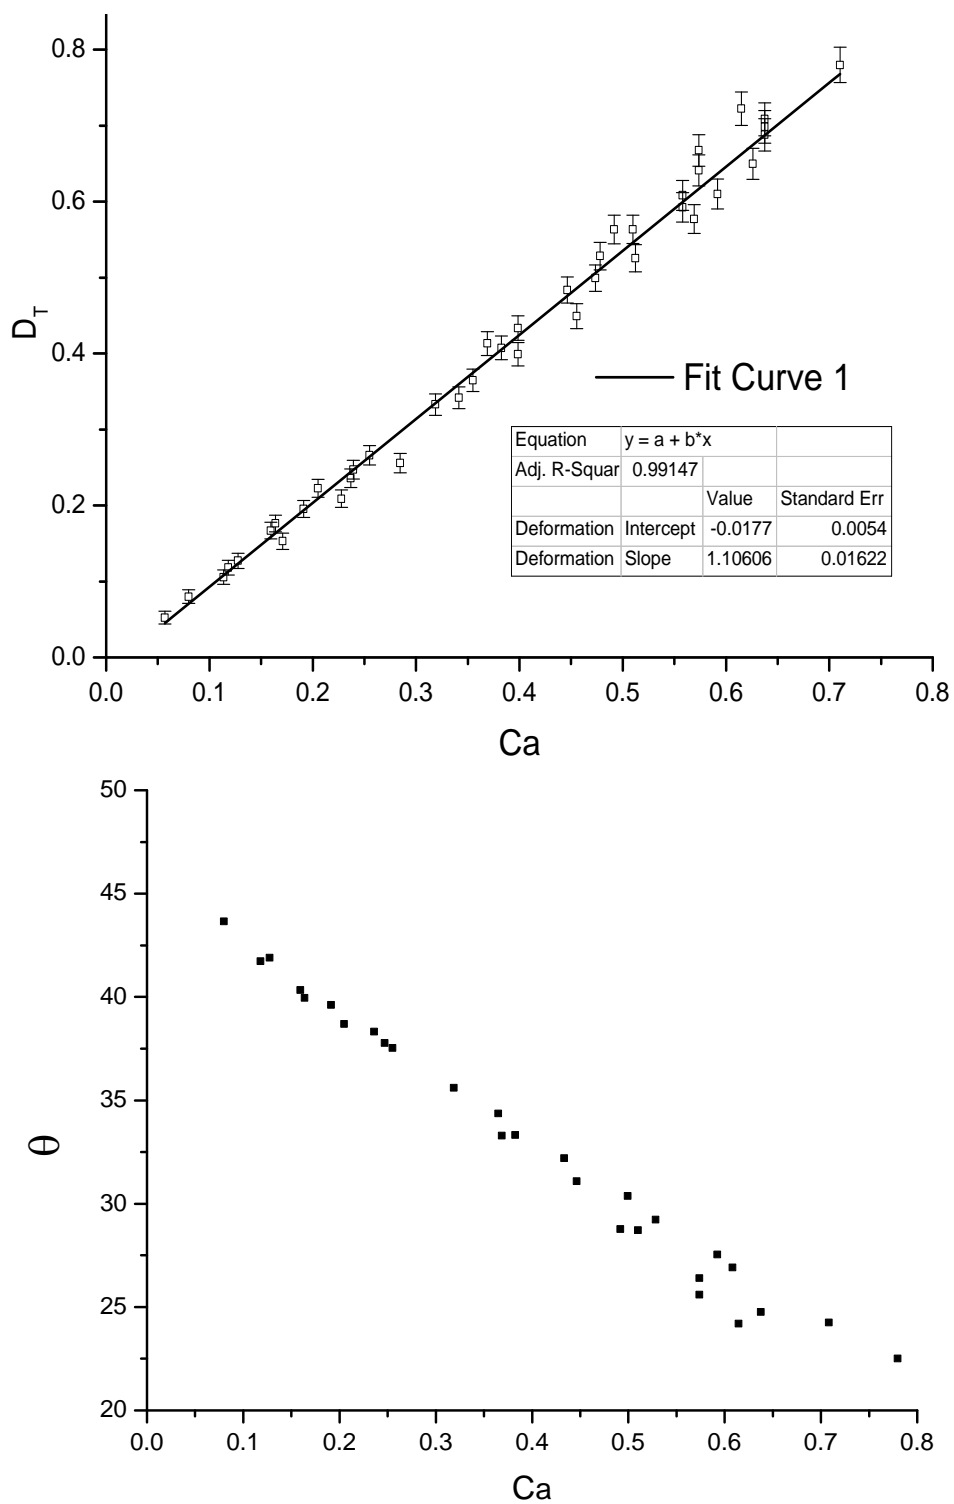 0.8
0.6
0.4
0.2
0.0
D_T
0.0 0.1 0.2 0.3 0.4 0.5 0.6 0.7 0.8
Ca
Fit Curve 1
Equation y = a + b*x
Adj. R-Squar 0.99147
Value Standard Err
Deformation Intercept -0.0177 0.0054
Deformation Slope 1.10606 0.01622
50
45
40
35
30
25
20
θ
0.0 0.1 0.2 0.3 0.4 0.5 0.6 0.7 0.8
Ca